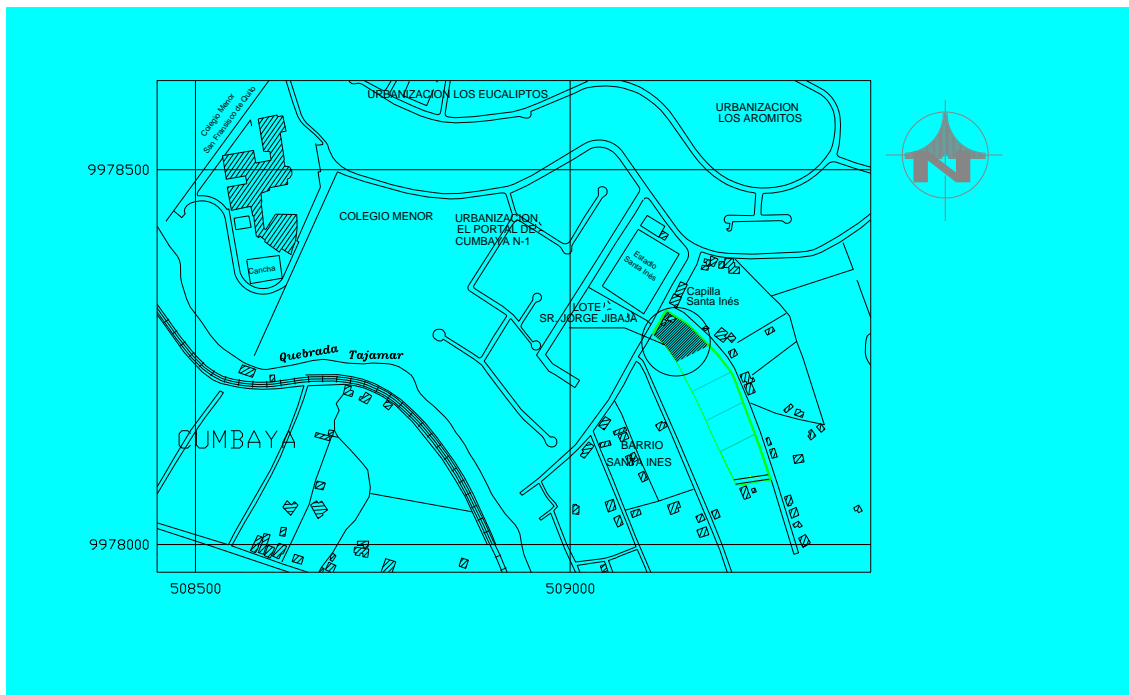 URBANIZACION LOS EUCALIPTOS
Colegio Menor
San Fransisco de Quito
URBANIZACION
LOS AROMITOS
N
9978500
COLEGIO MENOR
URBANIZACION
EL PORTAL DE
CUMBAYA N-1
Estadio
Santa Inés
Cancha
Capilla
Santa Inés
LOTE
SR. JORGE JIBAJA
Quebrada Tajamar
CUMBAYA
BARRIO
SANTA INES
9978000
508500
509000